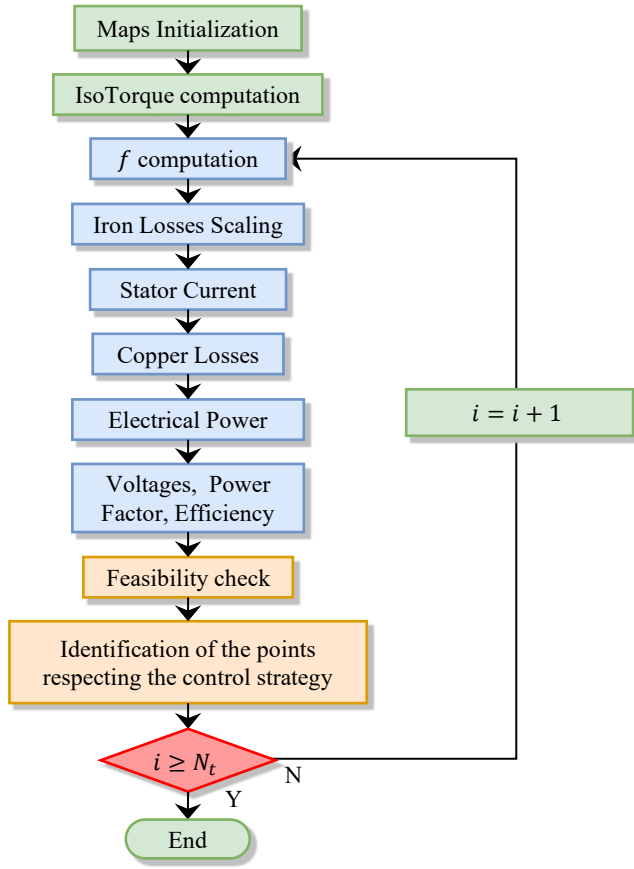 Maps Initialization
IsoTorque computation
𝑓 computation
Iron Losses Scaling
Stator Current
Copper Losses
Electrical Power
𝑖 = 𝑖 + 1
Voltages, Power
Factor, Efficiency
Feasibility check
Identification of the points
respecting the control strategy
𝑖 ≥ 𝑁𝑡
N
Y
End